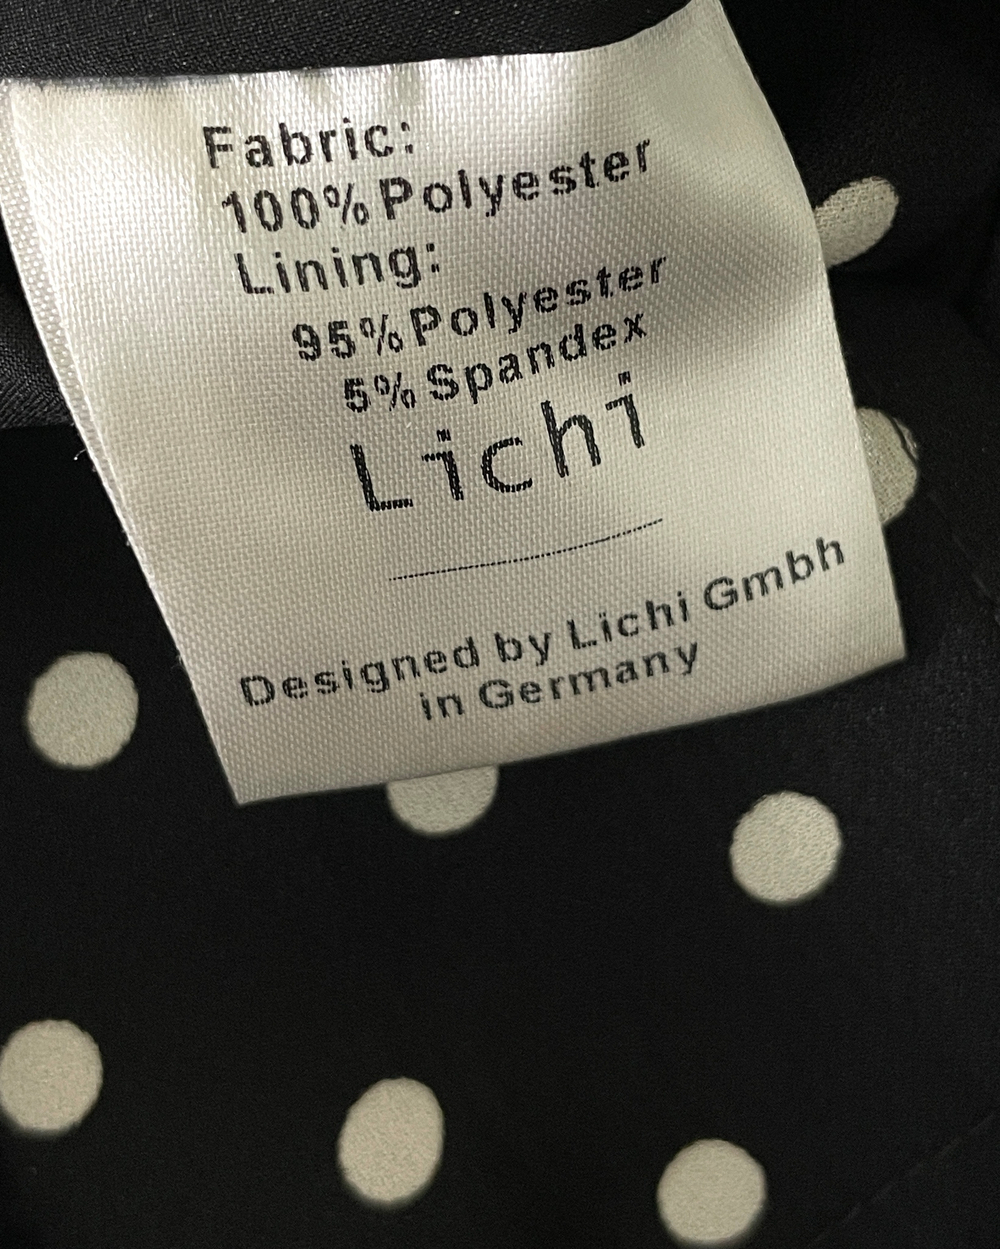 Fabric:
100% Polyester
Lining:
95% Polyester
5% Spandex
Lichi
Designed by Lichi Gmbh
in Germany